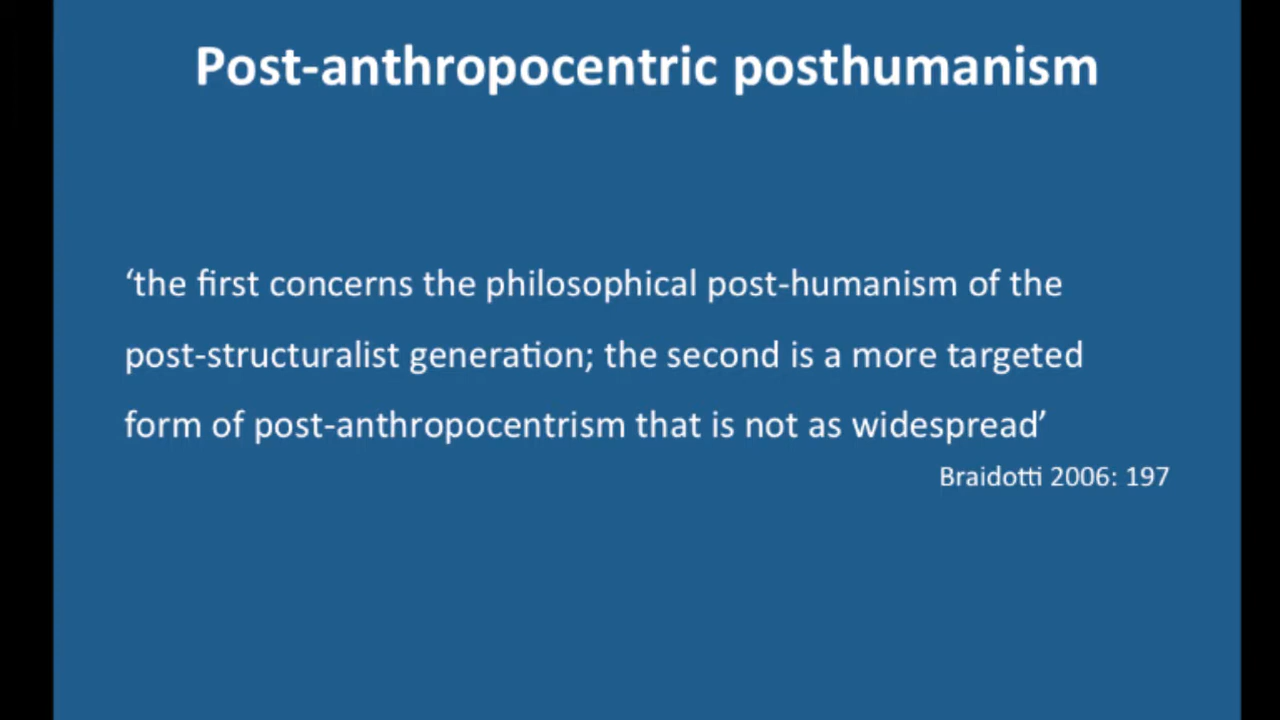 Post-anthropocentric posthumanism
‘the first concerns the philosophical post-humanism of the
post-structuralist generation; the second is a more targeted
form of post-anthropocentrism that is not as widespread’
Braidotti 2006: 197